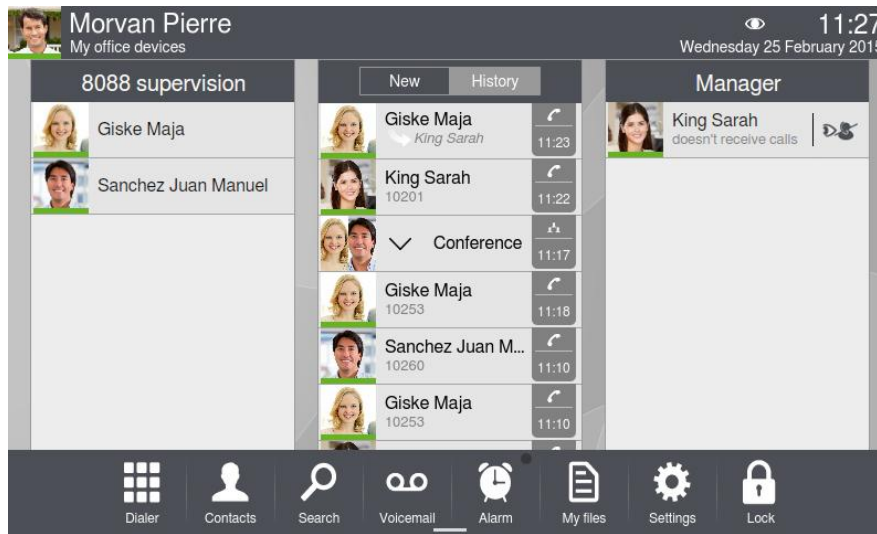 Morvan Pierre
My office devices
11:27
Wednesday 25 February 201
8088 supervision
Giske Maja
Sanchez Juan Manuel
New
History
Giske Maja
King Sarah
11:23
King Sarah
10201
11:22
Conference
11:17
Giske Maja
10253
11:18
Sanchez Juan M...
10260
11:10
Giske Maja
10253
11:10
Manager
King Sarah
doesn't receive calls
Dialer
Contacts
Search
Voicemail
Alarm
My files
Settings
Lock